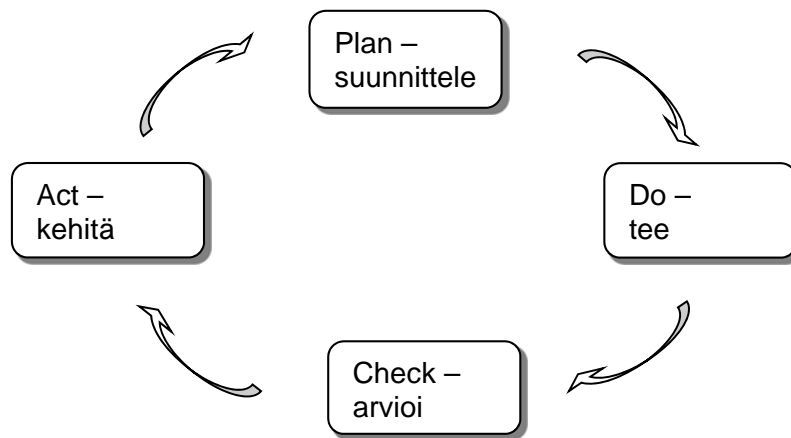 Plan –
suunnittele
Do –
tee
Check –
arvioi
Act –
kehitä